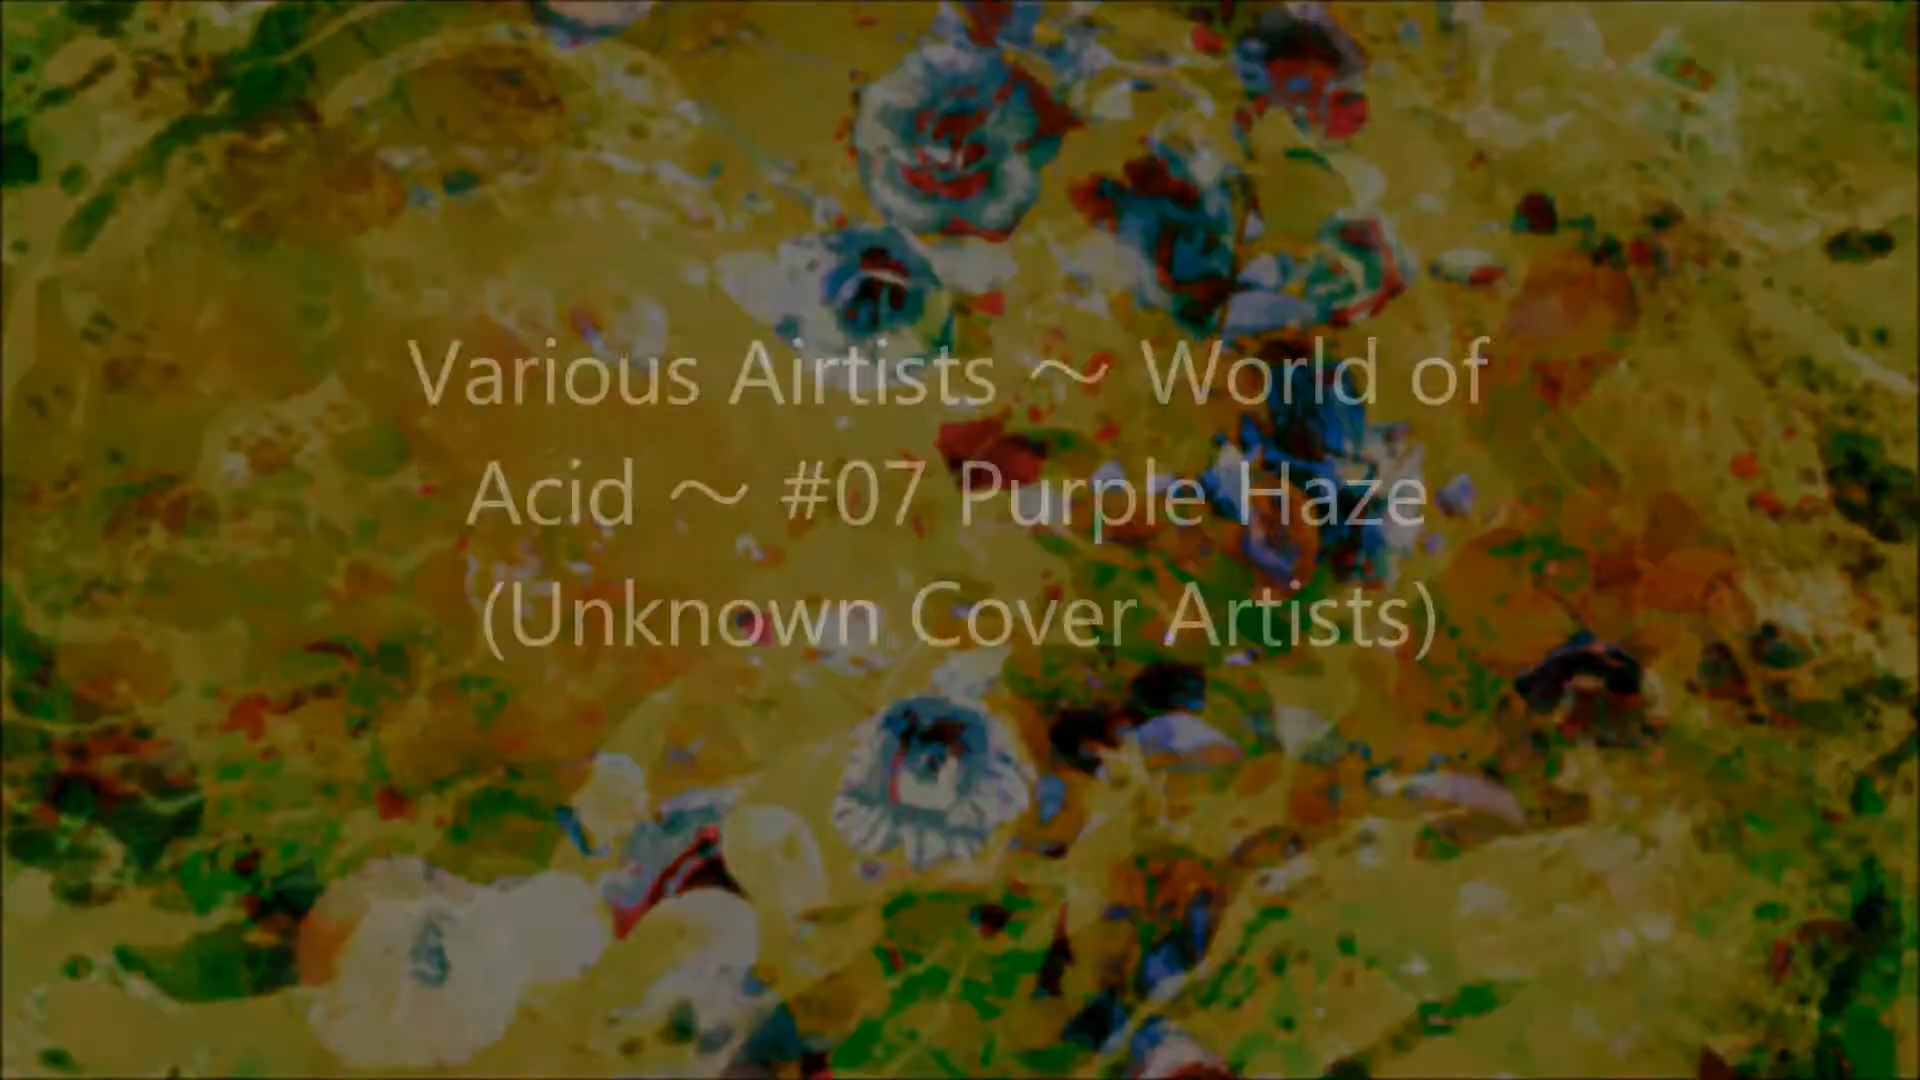 Various Airtists ～ World of
Acid ～ #07 Purple Haze
(Unknown Cover Artists)